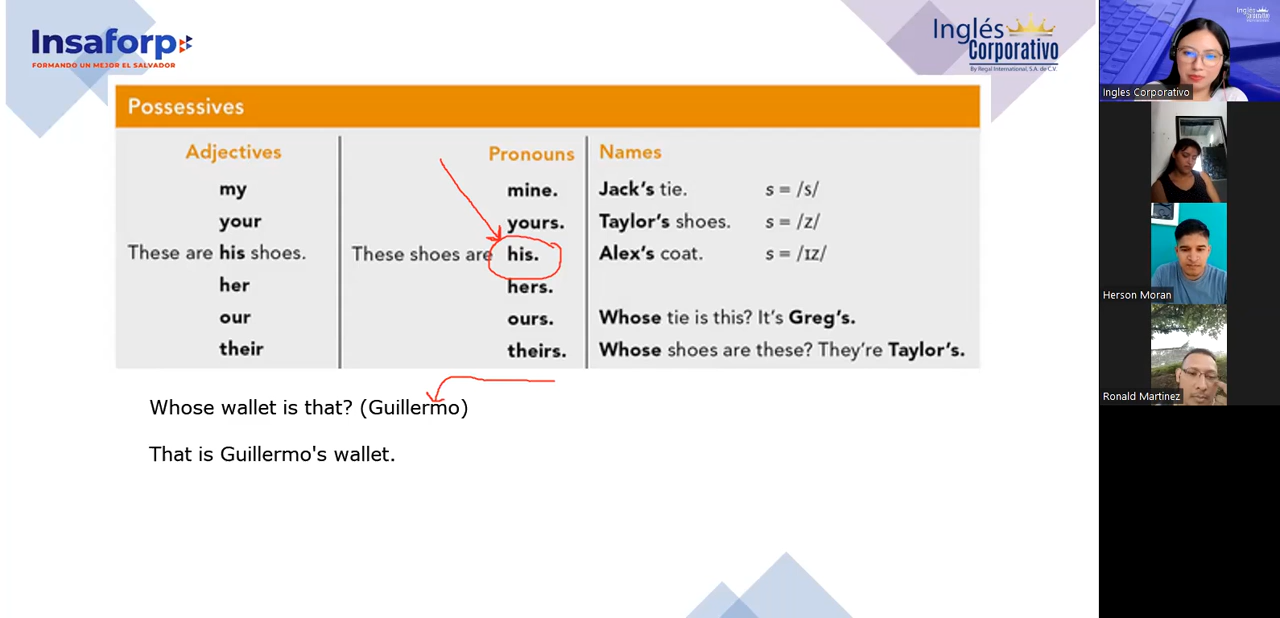 Insaforp
FORMANDO UN MEJOR EL SALVADOR
Inglés
Corporativo
By Regal International, S.A. de C.V.
Possessives
Adjectives
my
your
These are his shoes.
her
our
their
Pronouns
mine.
yours.
These shoes are his.
hers.
ours.
theirs.
Names
Jack's tie. s = /s/
Taylor's shoes. s = /z/
Alex's coat. s = /ɪz/
Whose tie is this? It's Greg's.
Whose shoes are these? They're Taylor's.
Whose wallet is that? (Guillermo)
That is Guillermo's wallet.
Inglés
Corporativo
Ingles Corporativo
Herson Moran
Ronald Martinez